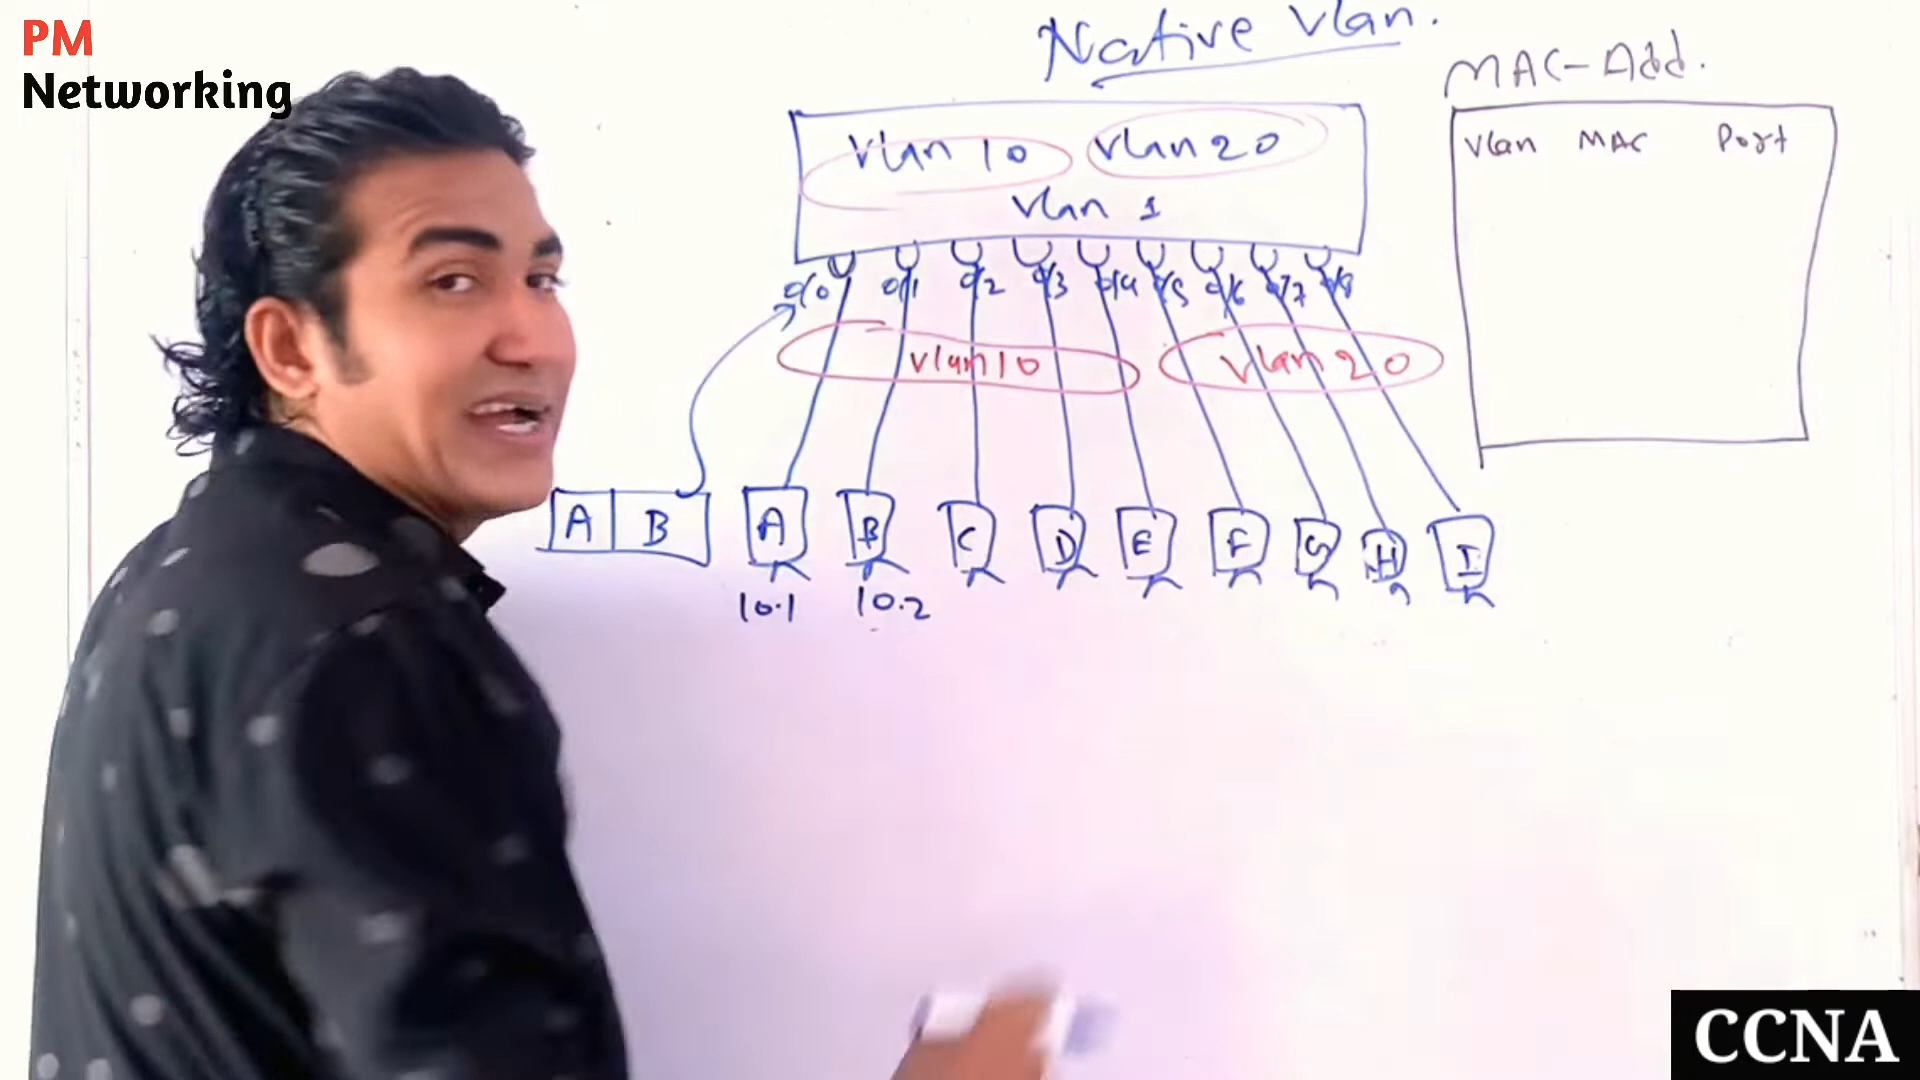 PM
Networking
Native Vlan.
MAC-Add.
Vlan MAC Port
Vlan 10 Vlan 20
Vlan 1
0/0 0/1 0/2 0/3 0/4 0/5 0/6 0/7 0/8
Vlan 10 Vlan 20
A B A B C D E F G H I
10.1 10.2
CCNA